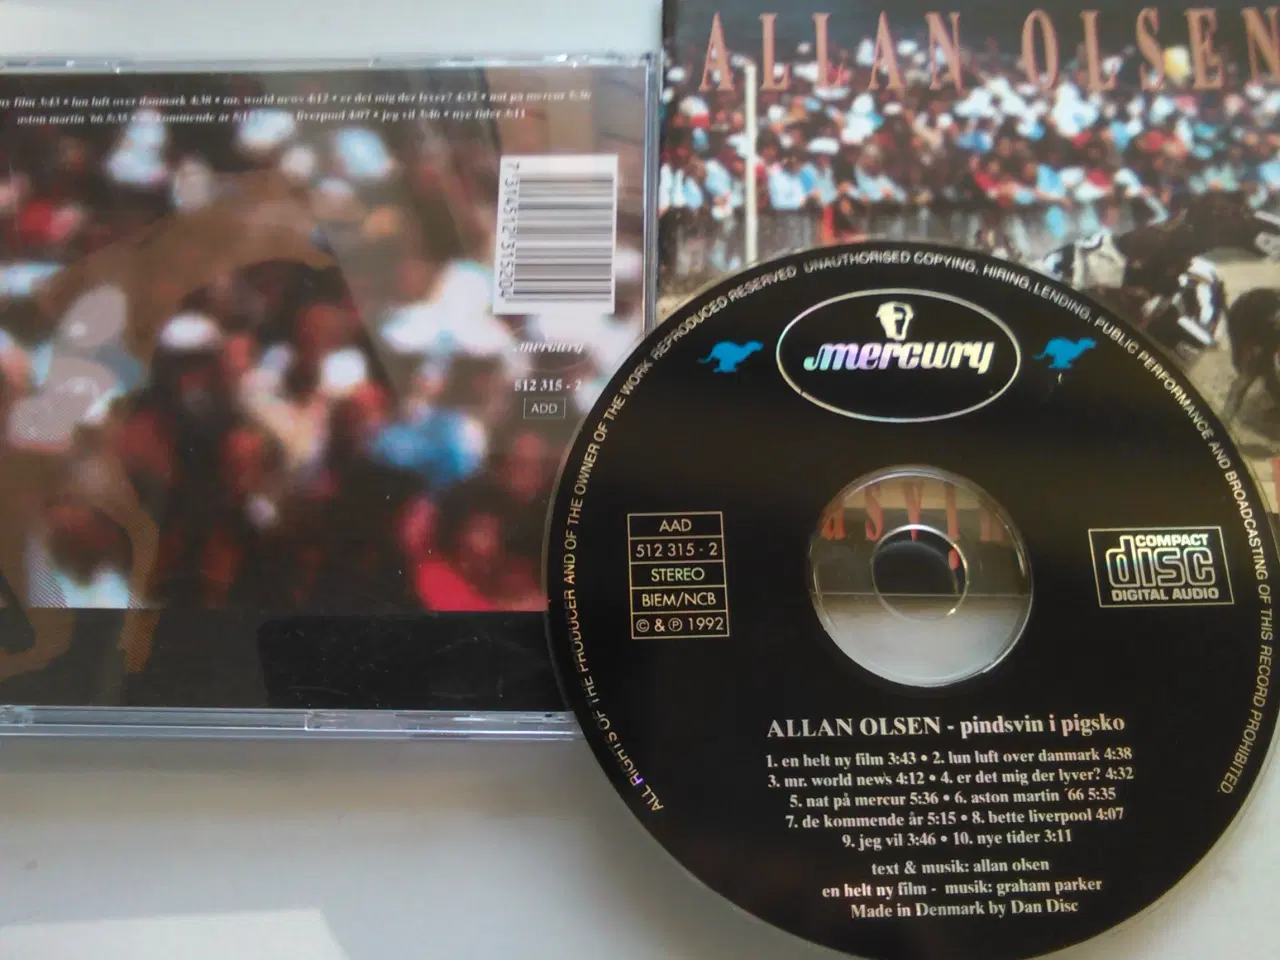 ny film 3:43 • lun luft over danmark 4:38 • mr. world news 4:12 • er det mig der lyver? 4:32 • nat på mercur 5:36
aston martin ´66 5:35 • de kommende år 5:15 • bette liverpool 4:07 • jeg vil 3:46 • nye tider 3:11
7 314512 315204
mercury
512 315 - 2
ADD
ALLAN OLSEN
ALL RIGHTS OF THE PRODUCER AND OF THE OWNER OF THE WORK REPRODUCED RESERVED UNAUTHORISED COPYING, HIRING, LENDING, PUBLIC PERFORMANCE AND BROADCASTING OF THIS RECORD PROHIBITED.
mercury
AAD
512 315 - 2
STEREO
BIEM/NCB
© & ℗ 1992
COMPACT
disc
DIGITAL AUDIO
ALLAN OLSEN - pindsvin i pigsko
1. en helt ny film 3:43 • 2. lun luft over danmark 4:38
3. mr. world news 4:12 • 4. er det mig der lyver? 4:32
5. nat på mercur 5:36 • 6. aston martin ´66 5:35
7. de kommende år 5:15 • 8. bette liverpool 4:07
9. jeg vil 3:46 • 10. nye tider 3:11
text & musik: allan olsen
en helt ny film - musik: graham parker
Made in Denmark by Dan Disc